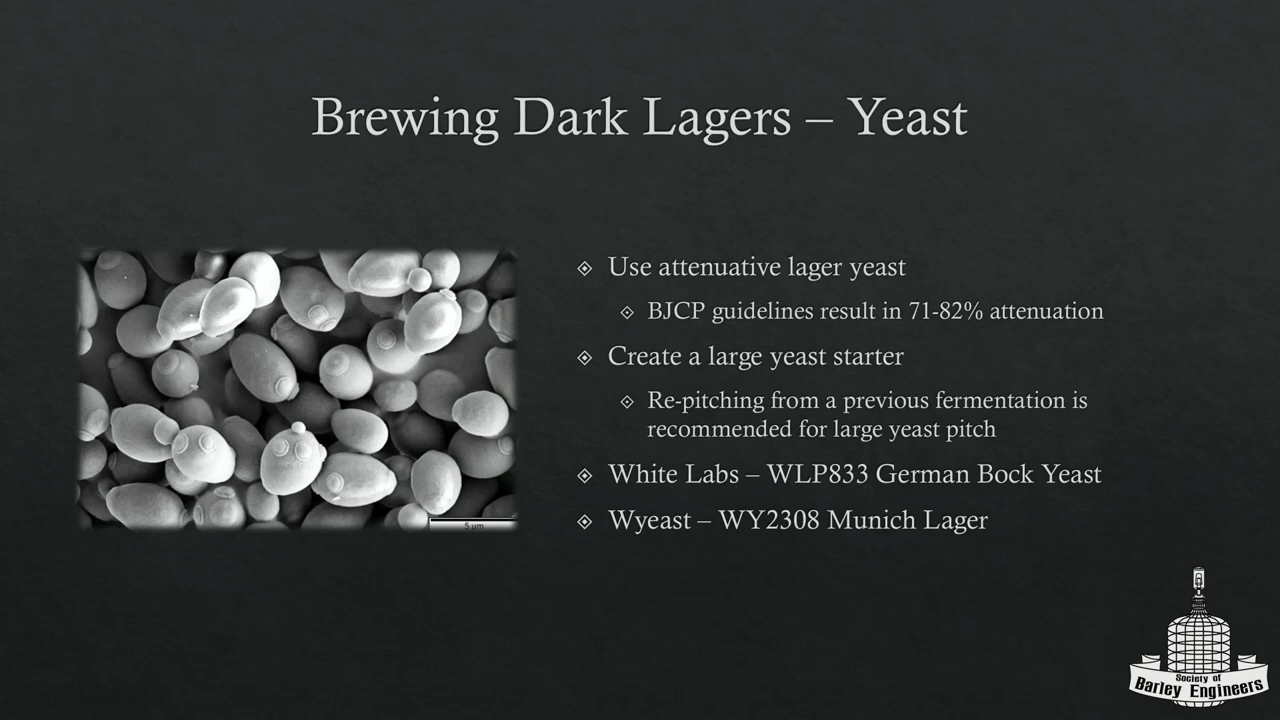 Brewing Dark Lagers – Yeast
Use attenuative lager yeast
BJCP guidelines result in 71-82% attenuation
Create a large yeast starter
Re-pitching from a previous fermentation is
recommended for large yeast pitch
White Labs – WLP833 German Bock Yeast
Wyeast – WY2308 Munich Lager
5 µm
Society of
Barley Engineers